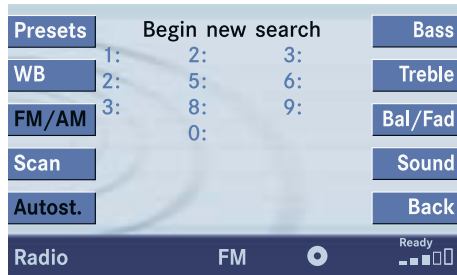 Presets Begin new search Bass
1: 2: 3:
WB Treble
2: 5: 6:
FM/AM 3: 8: 9: Bal/Fad
0:
Scan Sound
Autost. Back
Radio FM Ready